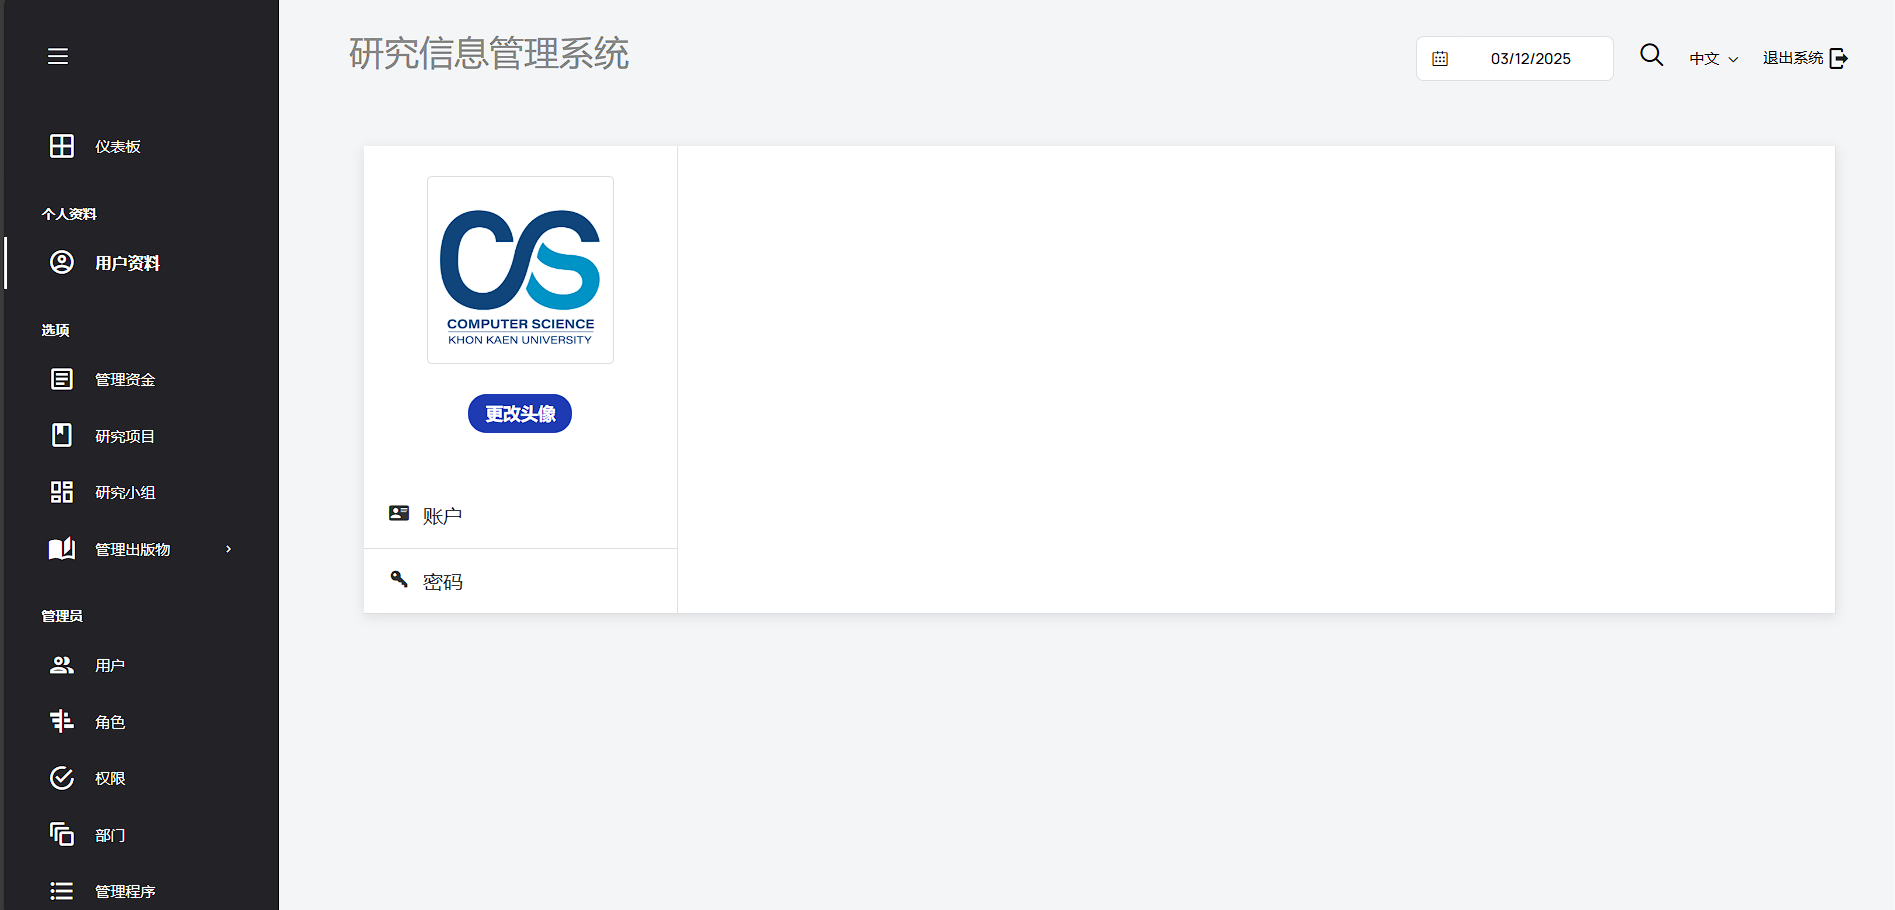 研究信息管理系统
03/12/2025
中文
退出系统
仪表板
个人资料
用户资料
选项
管理资金
研究项目
研究小组
管理出版物
管理员
用户
角色
权限
部门
管理程序
CS
COMPUTER SCIENCE
KHON KAEN UNIVERSITY
更改头像
账户
密码